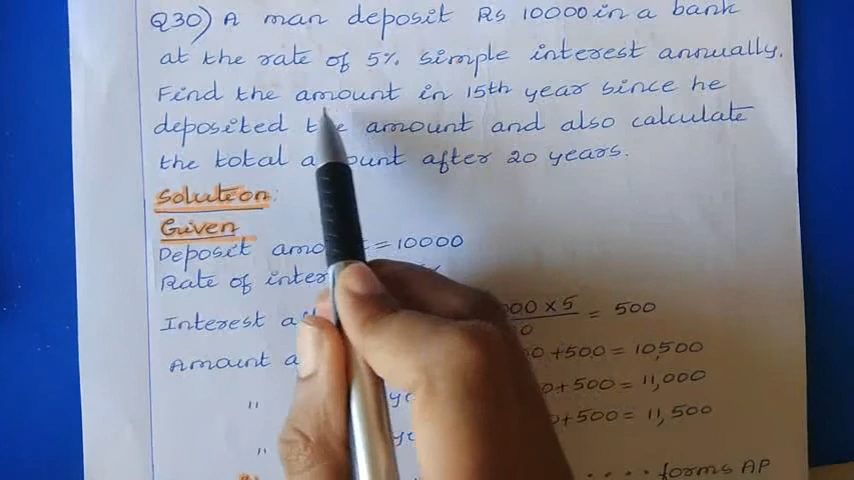 Q30) A man deposit Rs 10000 in a bank
at the rate of 5% simple interest annually.
Find the amount in 15th year since he
deposited the amount and also calculate
the total amount after 20 years.
Solution
Given
Deposit = 10000
Rate of
Interest 5 = 500
Amount +500 = 10,500
" +500 = 11,000
" +500 = 11,500
.... forms AP